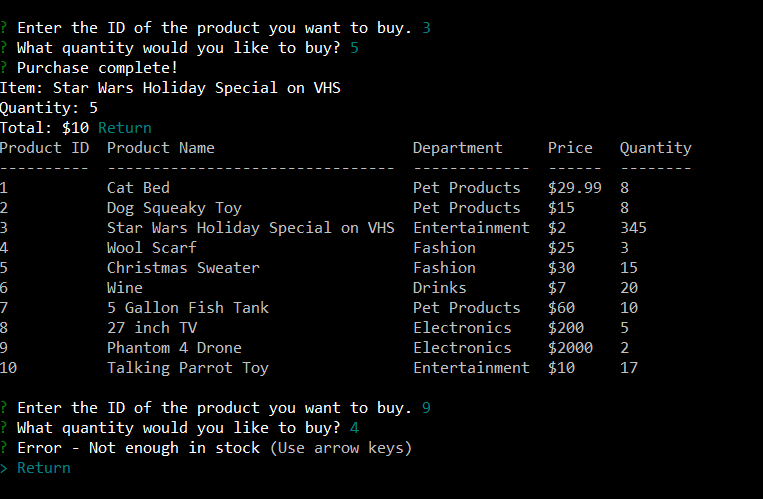 ? Enter the ID of the product you want to buy. 3
? What quantity would you like to buy? 5
? Purchase complete!
Item: Star Wars Holiday Special on VHS
Quantity: 5
Total: $10 Return
Product ID  Product Name                      Department     Price   Quantity
----------  --------------------------------  -------------  ------  --------
1           Cat Bed                           Pet Products   $29.99  8
2           Dog Squeaky Toy                   Pet Products   $15     8
3           Star Wars Holiday Special on VHS  Entertainment  $2      345
4           Wool Scarf                        Fashion        $25     3
5           Christmas Sweater                 Fashion        $30     15
6           Wine                              Drinks         $7      20
7           5 Gallon Fish Tank                Pet Products   $60     10
8           27 inch TV                        Electronics    $200    5
9           Phantom 4 Drone                   Electronics    $2000   2
10          Talking Parrot Toy                Entertainment  $10     17
? Enter the ID of the product you want to buy. 9
? What quantity would you like to buy? 4
? Error - Not enough in stock (Use arrow keys)
> Return